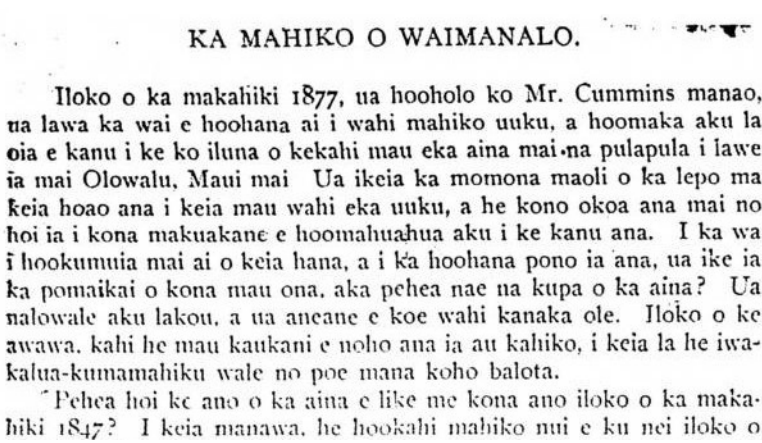 KA MAHIKO O WAIMANALO.
Iloko o ka makahiki 1877, ua hooholo ko Mr. Cummins manao,
ua lawa ka wai e hoohana ai i wahi mahiko uuku, a hoomaka aku la
oia e kanu i ke ko iluna o kekahi mau eka aina mai na pulapula i lawe
ia mai Olowalu, Maui mai Ua ikeia ka momona maoli o ka lepo ma
keia hoao ana i keia mau wahi eka uuku, a he kono okoa ana mai no
hoi ia i kona makuakane e hoomahuahua aku i ke kanu ana. I ka wa
i hookumuia mai ai o keia hana, a i ka hoohana pono ia ana, ua ike ia
ka pomaikai o kona mau ona, aka pehea nae na kupa o ka aina? Ua
nalowale aku lakou, a ua aneane e koe wahi kanaka ole. Iloko o ke
awawa, kahi he mau kaukani e noho ana ia au kahiko, i keia la he iwa-
kalua-kumamahiku wale no poe mana koho balota.
Pehea hoi ke ano o ka aina e like me kona ano iloko o ka maka-
hiki 1847? I keia manawa, he hookahi mahiko nui e ku nei iloko o